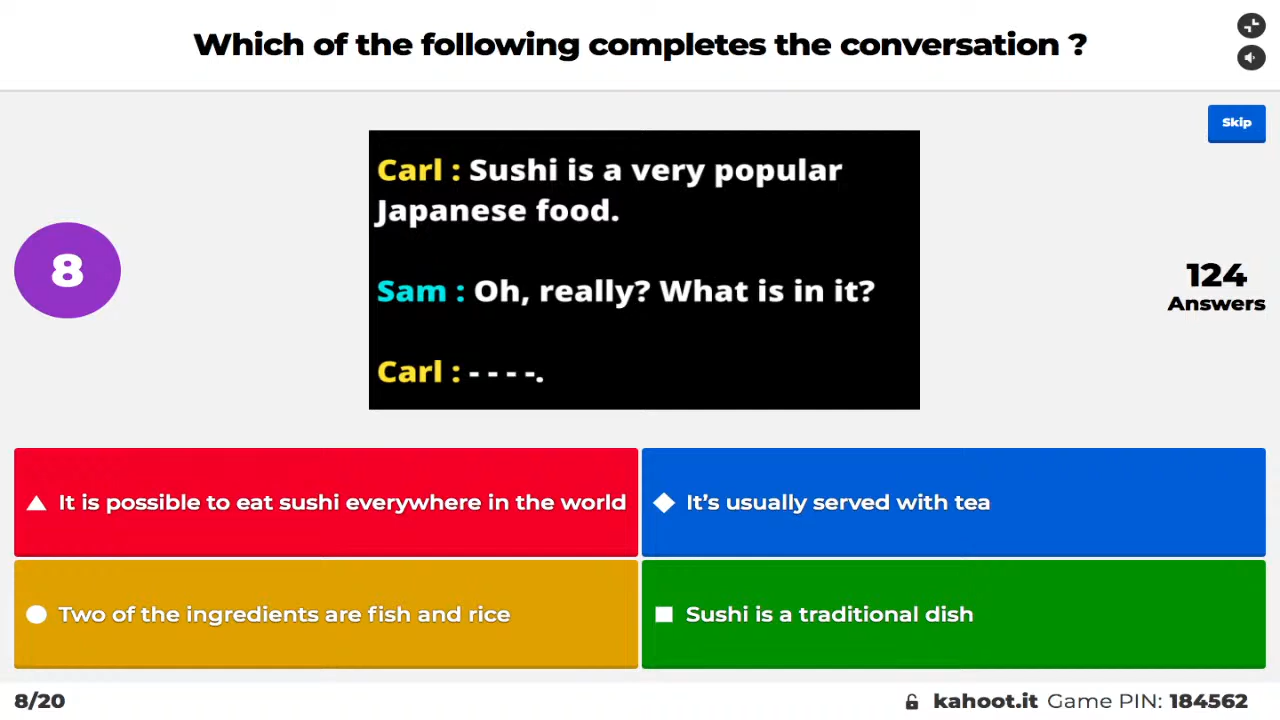 Which of the following completes the conversation ?
Skip
Carl : Sushi is a very popular
Japanese food.
8
124
Answers
Sam : Oh, really? What is in it?
Carl : - - - -.
It is possible to eat sushi everywhere in the world
It’s usually served with tea
Two of the ingredients are fish and rice
Sushi is a traditional dish
8/20
kahoot.it Game PIN: 184562